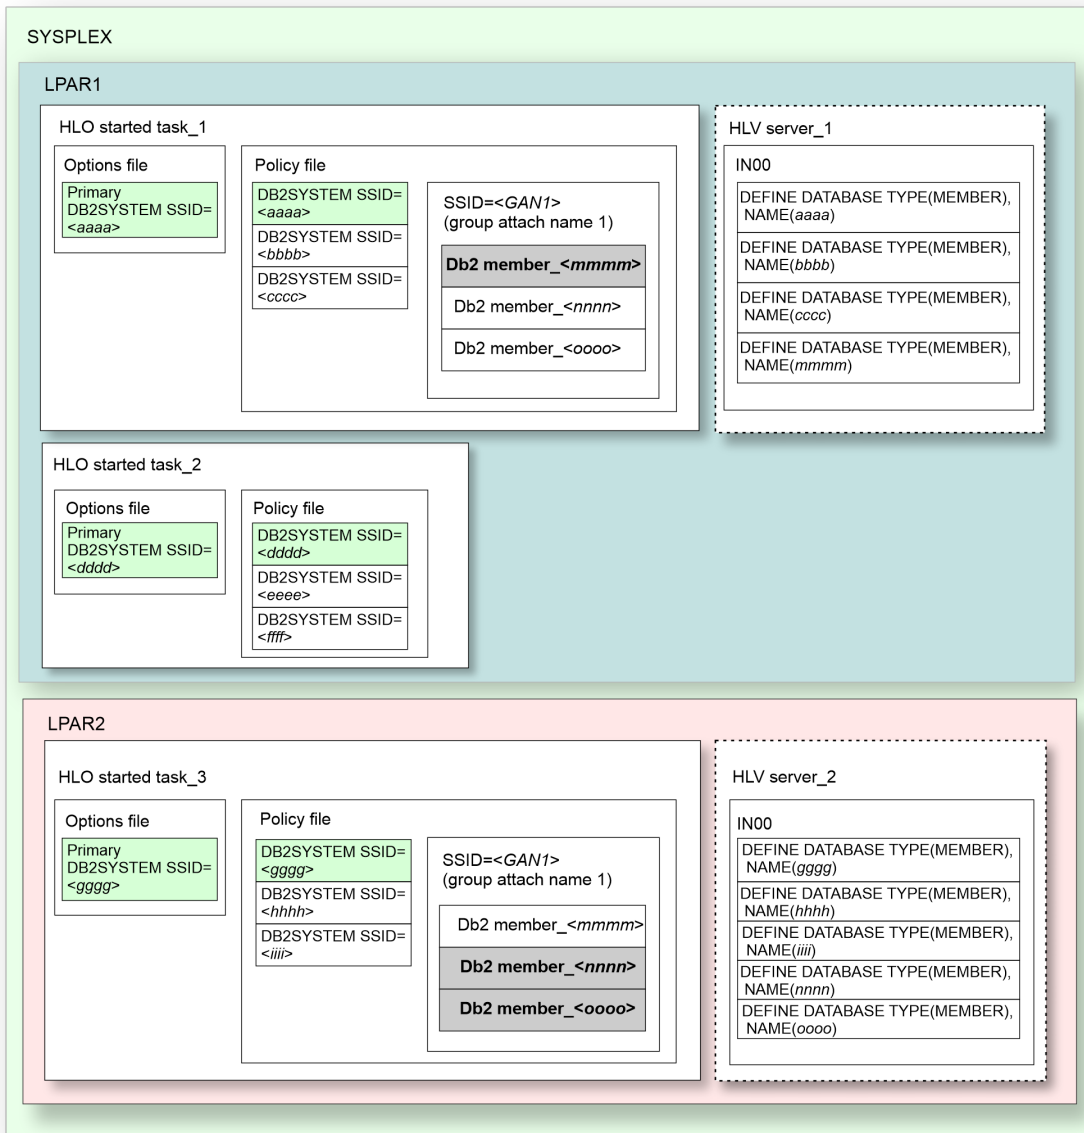 SYSPLEX
LPAR1
HLO started task_1
Options file
Primary
DB2SYSTEM SSID=
<aaaa>
Policy file
DB2SYSTEM SSID=
<aaaa>
DB2SYSTEM SSID=
<bbbb>
DB2SYSTEM SSID=
<cccc>
SSID=<GAN1>
(group attach name 1)
Db2 member_<mmmm>
Db2 member_<nnnn>
Db2 member_<oooo>
HLV server_1
IN00
DEFINE DATABASE TYPE(MEMBER),
NAME(aaaa)
DEFINE DATABASE TYPE(MEMBER),
NAME(bbbb)
DEFINE DATABASE TYPE(MEMBER),
NAME(cccc)
DEFINE DATABASE TYPE(MEMBER),
NAME(mmmm)
HLO started task_2
Options file
Primary
DB2SYSTEM SSID=
<dddd>
Policy file
DB2SYSTEM SSID=
<dddd>
DB2SYSTEM SSID=
<eeee>
DB2SYSTEM SSID=
<ffff>
LPAR2
HLO started task_3
Options file
Primary
DB2SYSTEM SSID=
<gggg>
Policy file
DB2SYSTEM SSID=
<gggg>
DB2SYSTEM SSID=
<hhhh>
DB2SYSTEM SSID=
<iiii>
SSID=<GAN1>
(group attach name 1)
Db2 member_<mmmm>
Db2 member_<nnnn>
Db2 member_<oooo>
HLV server_2
IN00
DEFINE DATABASE TYPE(MEMBER),
NAME(gggg)
DEFINE DATABASE TYPE(MEMBER),
NAME(hhhh)
DEFINE DATABASE TYPE(MEMBER),
NAME(iiii)
DEFINE DATABASE TYPE(MEMBER),
NAME(nnnn)
DEFINE DATABASE TYPE(MEMBER),
NAME(oooo)